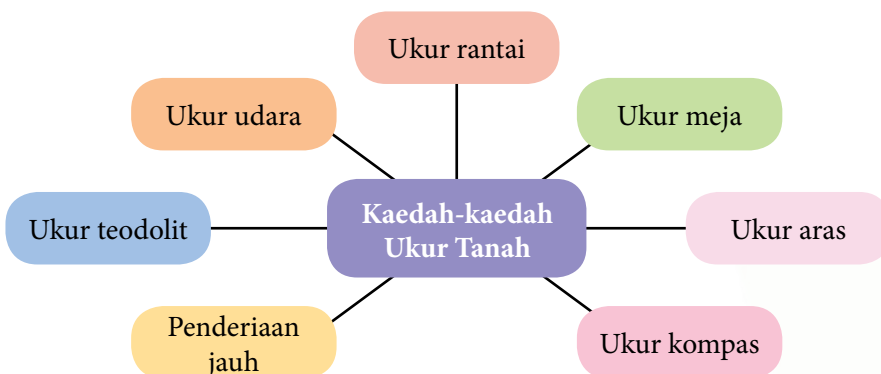 Ukur rantai
Ukur udara
Ukur meja
Ukur teodolit
Kaedah-kaedah
Ukur Tanah
Ukur aras
Penderiaan
jauh
Ukur kompas